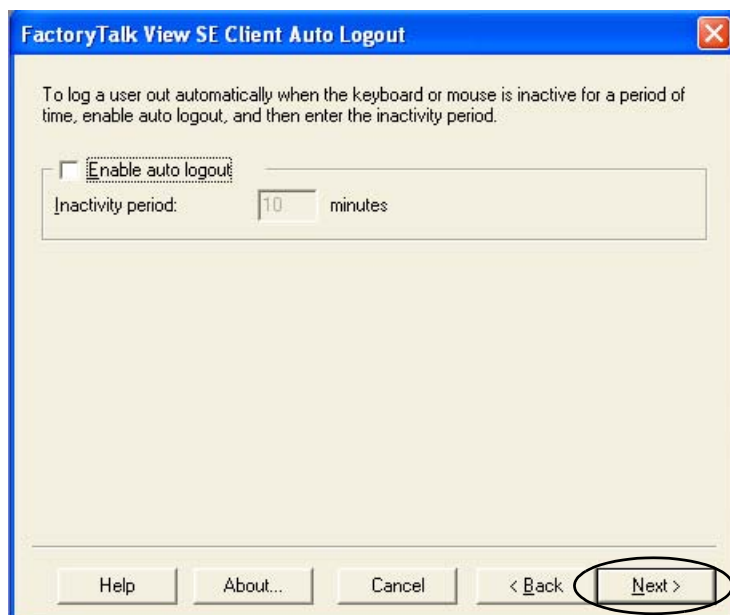 FactoryTalk View SE Client Auto Logout
To log a user out automatically when the keyboard or mouse is inactive for a period of
time, enable auto logout, and then enter the inactivity period.
Enable auto logout
Inactivity period: 10 minutes
Help About... Cancel < Back Next >